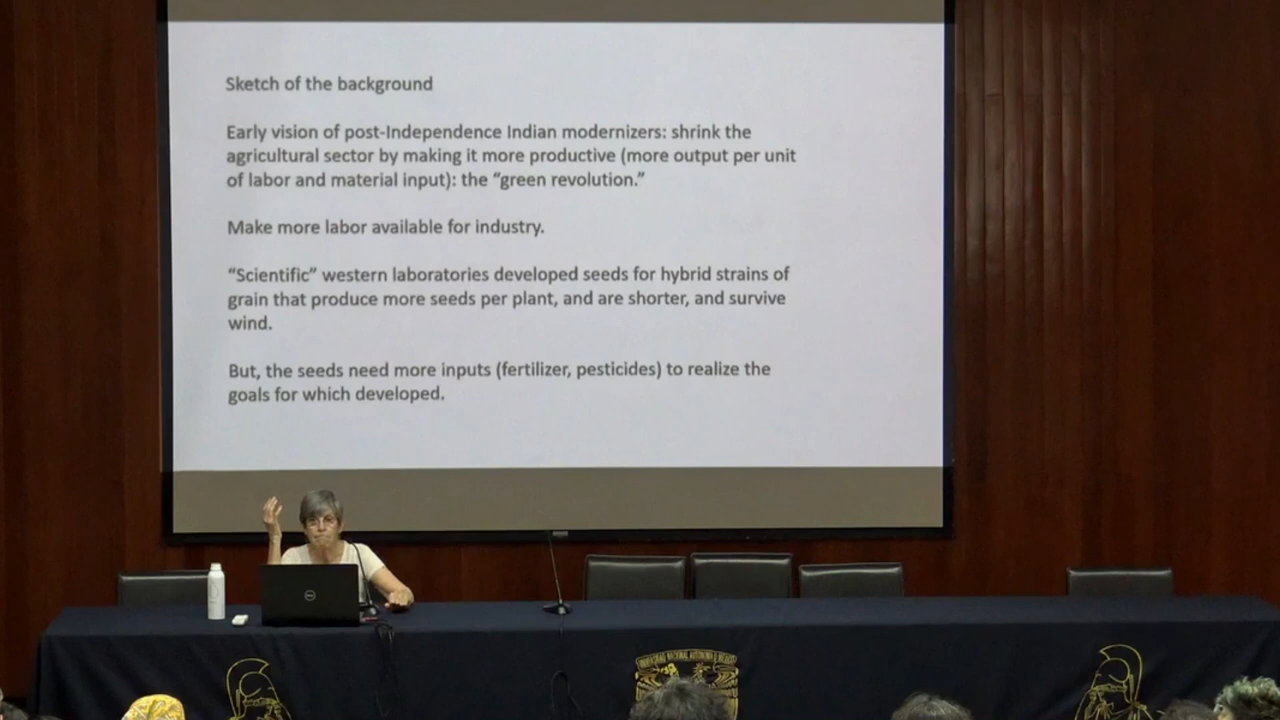 Sketch of the background
Early vision of post-Independence Indian modernizers: shrink the
agricultural sector by making it more productive (more output per unit
of labor and material input): the “green revolution.”
Make more labor available for industry.
“Scientific” western laboratories developed seeds for hybrid strains of
grain that produce more seeds per plant, and are shorter, and survive
wind.
But, the seeds need more inputs (fertilizer, pesticides) to realize the
goals for which developed.
DELL